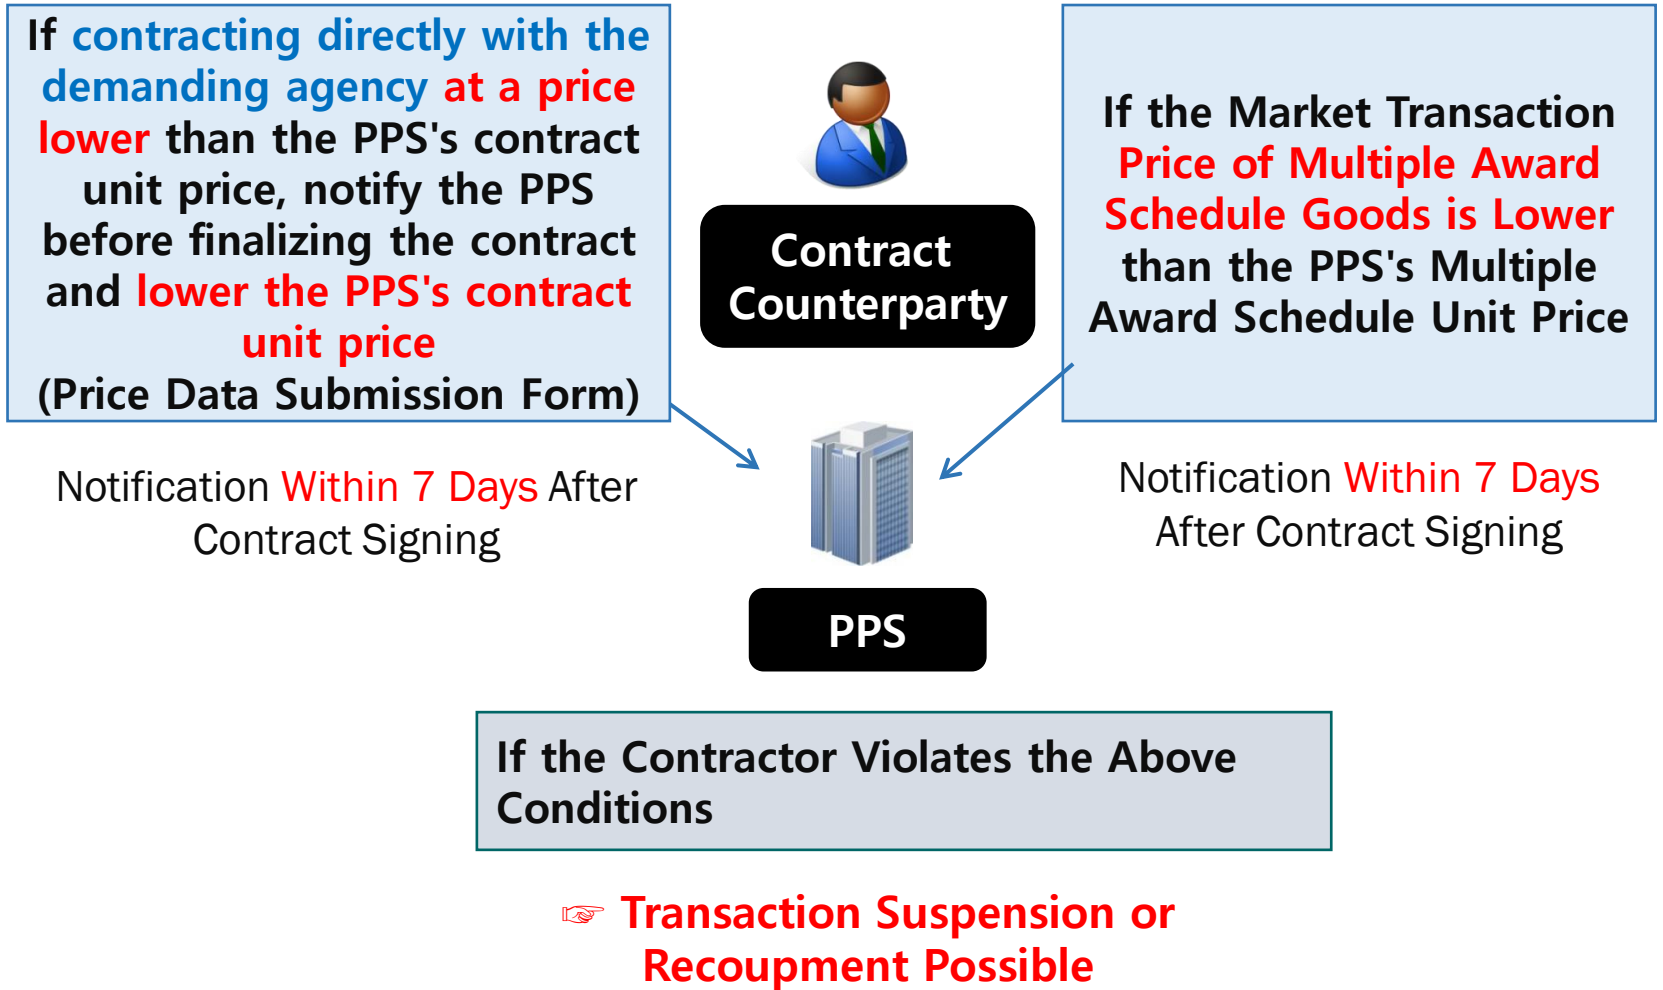 If contracting directly with the
demanding agency at a price
lower than the PPS's contract
unit price, notify the PPS
before finalizing the contract
and lower the PPS's contract
unit price
(Price Data Submission Form)
Notification Within 7 Days After
Contract Signing
Contract
Counterparty
If the Market Transaction
Price of Multiple Award
Schedule Goods is Lower
than the PPS's Multiple
Award Schedule Unit Price
Notification Within 7 Days
After Contract Signing
PPS
If the Contractor Violates the Above
Conditions
☞ Transaction Suspension or
Recoupment Possible